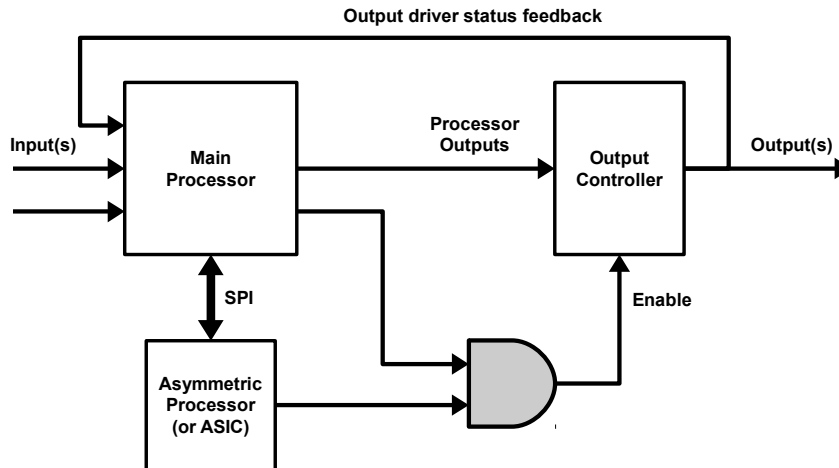 Output driver status feedback
Input(s)
Main
Processor
Processor
Outputs
Output
Controller
Output(s)
SPI
Enable
Asymmetric
Processor
(or ASIC)